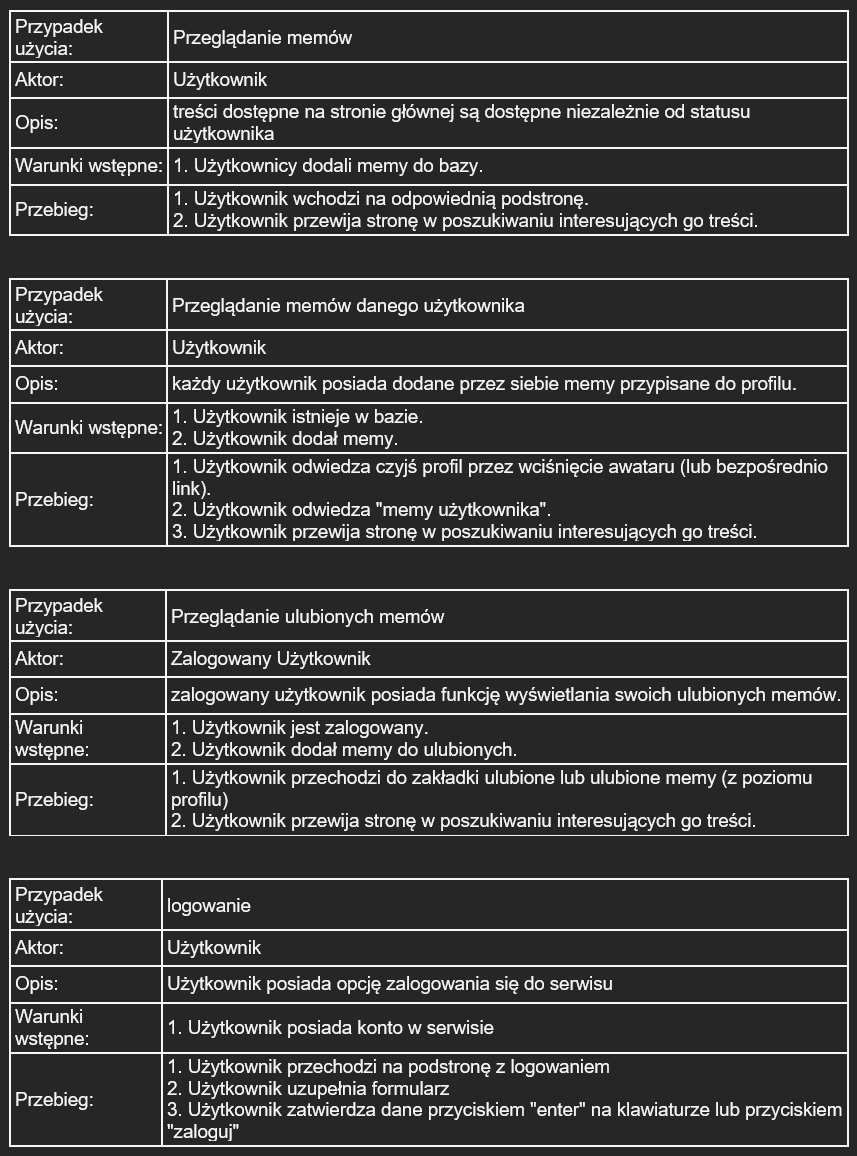 Przypadek
użycia:
Przeglądanie memów
Aktor:
Użytkownik
Opis:
treści dostępne na stronie głównej są dostępne niezależnie od statusu
użytkownika
Warunki wstępne:
1. Użytkownicy dodali memy do bazy.
Przebieg:
1. Użytkownik wchodzi na odpowiednią podstronę.
2. Użytkownik przewija stronę w poszukiwaniu interesujących go treści.
Przypadek
użycia:
Przeglądanie memów danego użytkownika
Aktor:
Użytkownik
Opis:
każdy użytkownik posiada dodane przez siebie memy przypisane do profilu.
Warunki wstępne:
1. Użytkownik istnieje w bazie.
2. Użytkownik dodał memy.
Przebieg:
1. Użytkownik odwiedza czyjś profil przez wciśnięcie awataru (lub bezpośrednio
link).
2. Użytkownik odwiedza "memy użytkownika".
3. Użytkownik przewija stronę w poszukiwaniu interesujących go treści.
Przypadek
użycia:
Przeglądanie ulubionych memów
Aktor:
Zalogowany Użytkownik
Opis:
zalogowany użytkownik posiada funkcję wyświetlania swoich ulubionych memów.
Warunki
wstępne:
1. Użytkownik jest zalogowany.
2. Użytkownik dodał memy do ulubionych.
Przebieg:
1. Użytkownik przechodzi do zakładki ulubione lub ulubione memy (z poziomu
profilu)
2. Użytkownik przewija stronę w poszukiwaniu interesujących go treści.
Przypadek
użycia:
logowanie
Aktor:
Użytkownik
Opis:
Użytkownik posiada opcję zalogowania się do serwisu
Warunki
wstępne:
1. Użytkownik posiada konto w serwisie
Przebieg:
1. Użytkownik przechodzi na podstronę z logowaniem
2. Użytkownik uzupełnia formularz
3. Użytkownik zatwierdza dane przyciskiem "enter" na klawiaturze lub przyciskiem
"zaloguj"